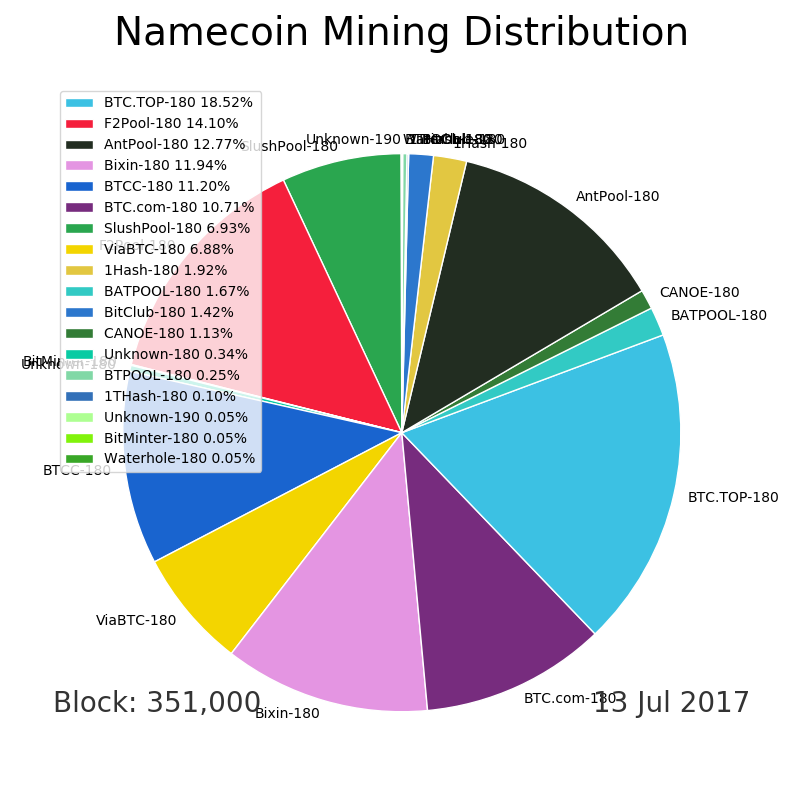 Namecoin Mining Distribution
BTC.TOP-180 18.52%
F2Pool-180 14.10%
AntPool-180 12.77%
Bixin-180 11.94%
BTCC-180 11.20%
BTC.com-180 10.71%
SlushPool-180 6.93%
ViaBTC-180 6.88%
1Hash-180 1.92%
BATPOOL-180 1.67%
BitClub-180 1.42%
CANOE-180 1.13%
Unknown-180 0.34%
BTPOOL-180 0.25%
1THash-180 0.10%
Unknown-190 0.05%
BitMinter-180 0.05%
Waterhole-180 0.05%
SlushPool-180
Unknown-190
1Hash-180
AntPool-180
CANOE-180
BATPOOL-180
F2Pool-180
BTCC-180
BTC.TOP-180
ViaBTC-180
Bixin-180
BTC.com-180
Block: 351,000
13 Jul 2017